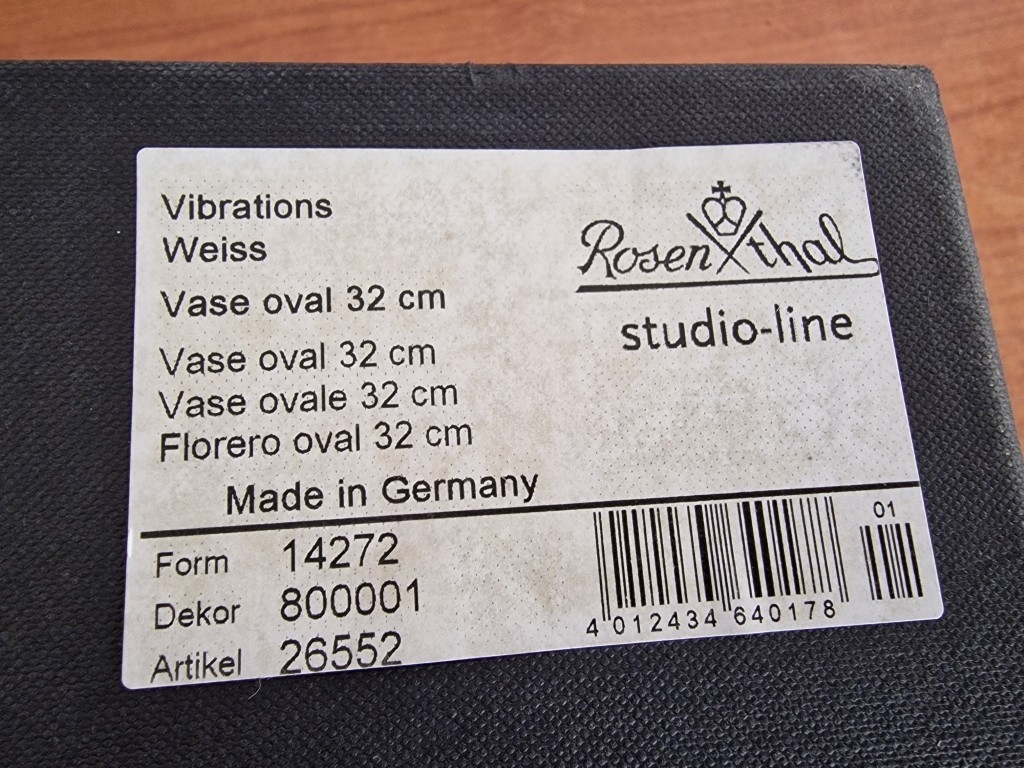 Vibrations
Weiss
Vase oval 32 cm
Vase oval 32 cm
Vase ovale 32 cm
Florero oval 32 cm
Made in Germany
Rosenthal
studio-line
Form 14272
Dekor 800001
Artikel 26552
01
4 012434 640178